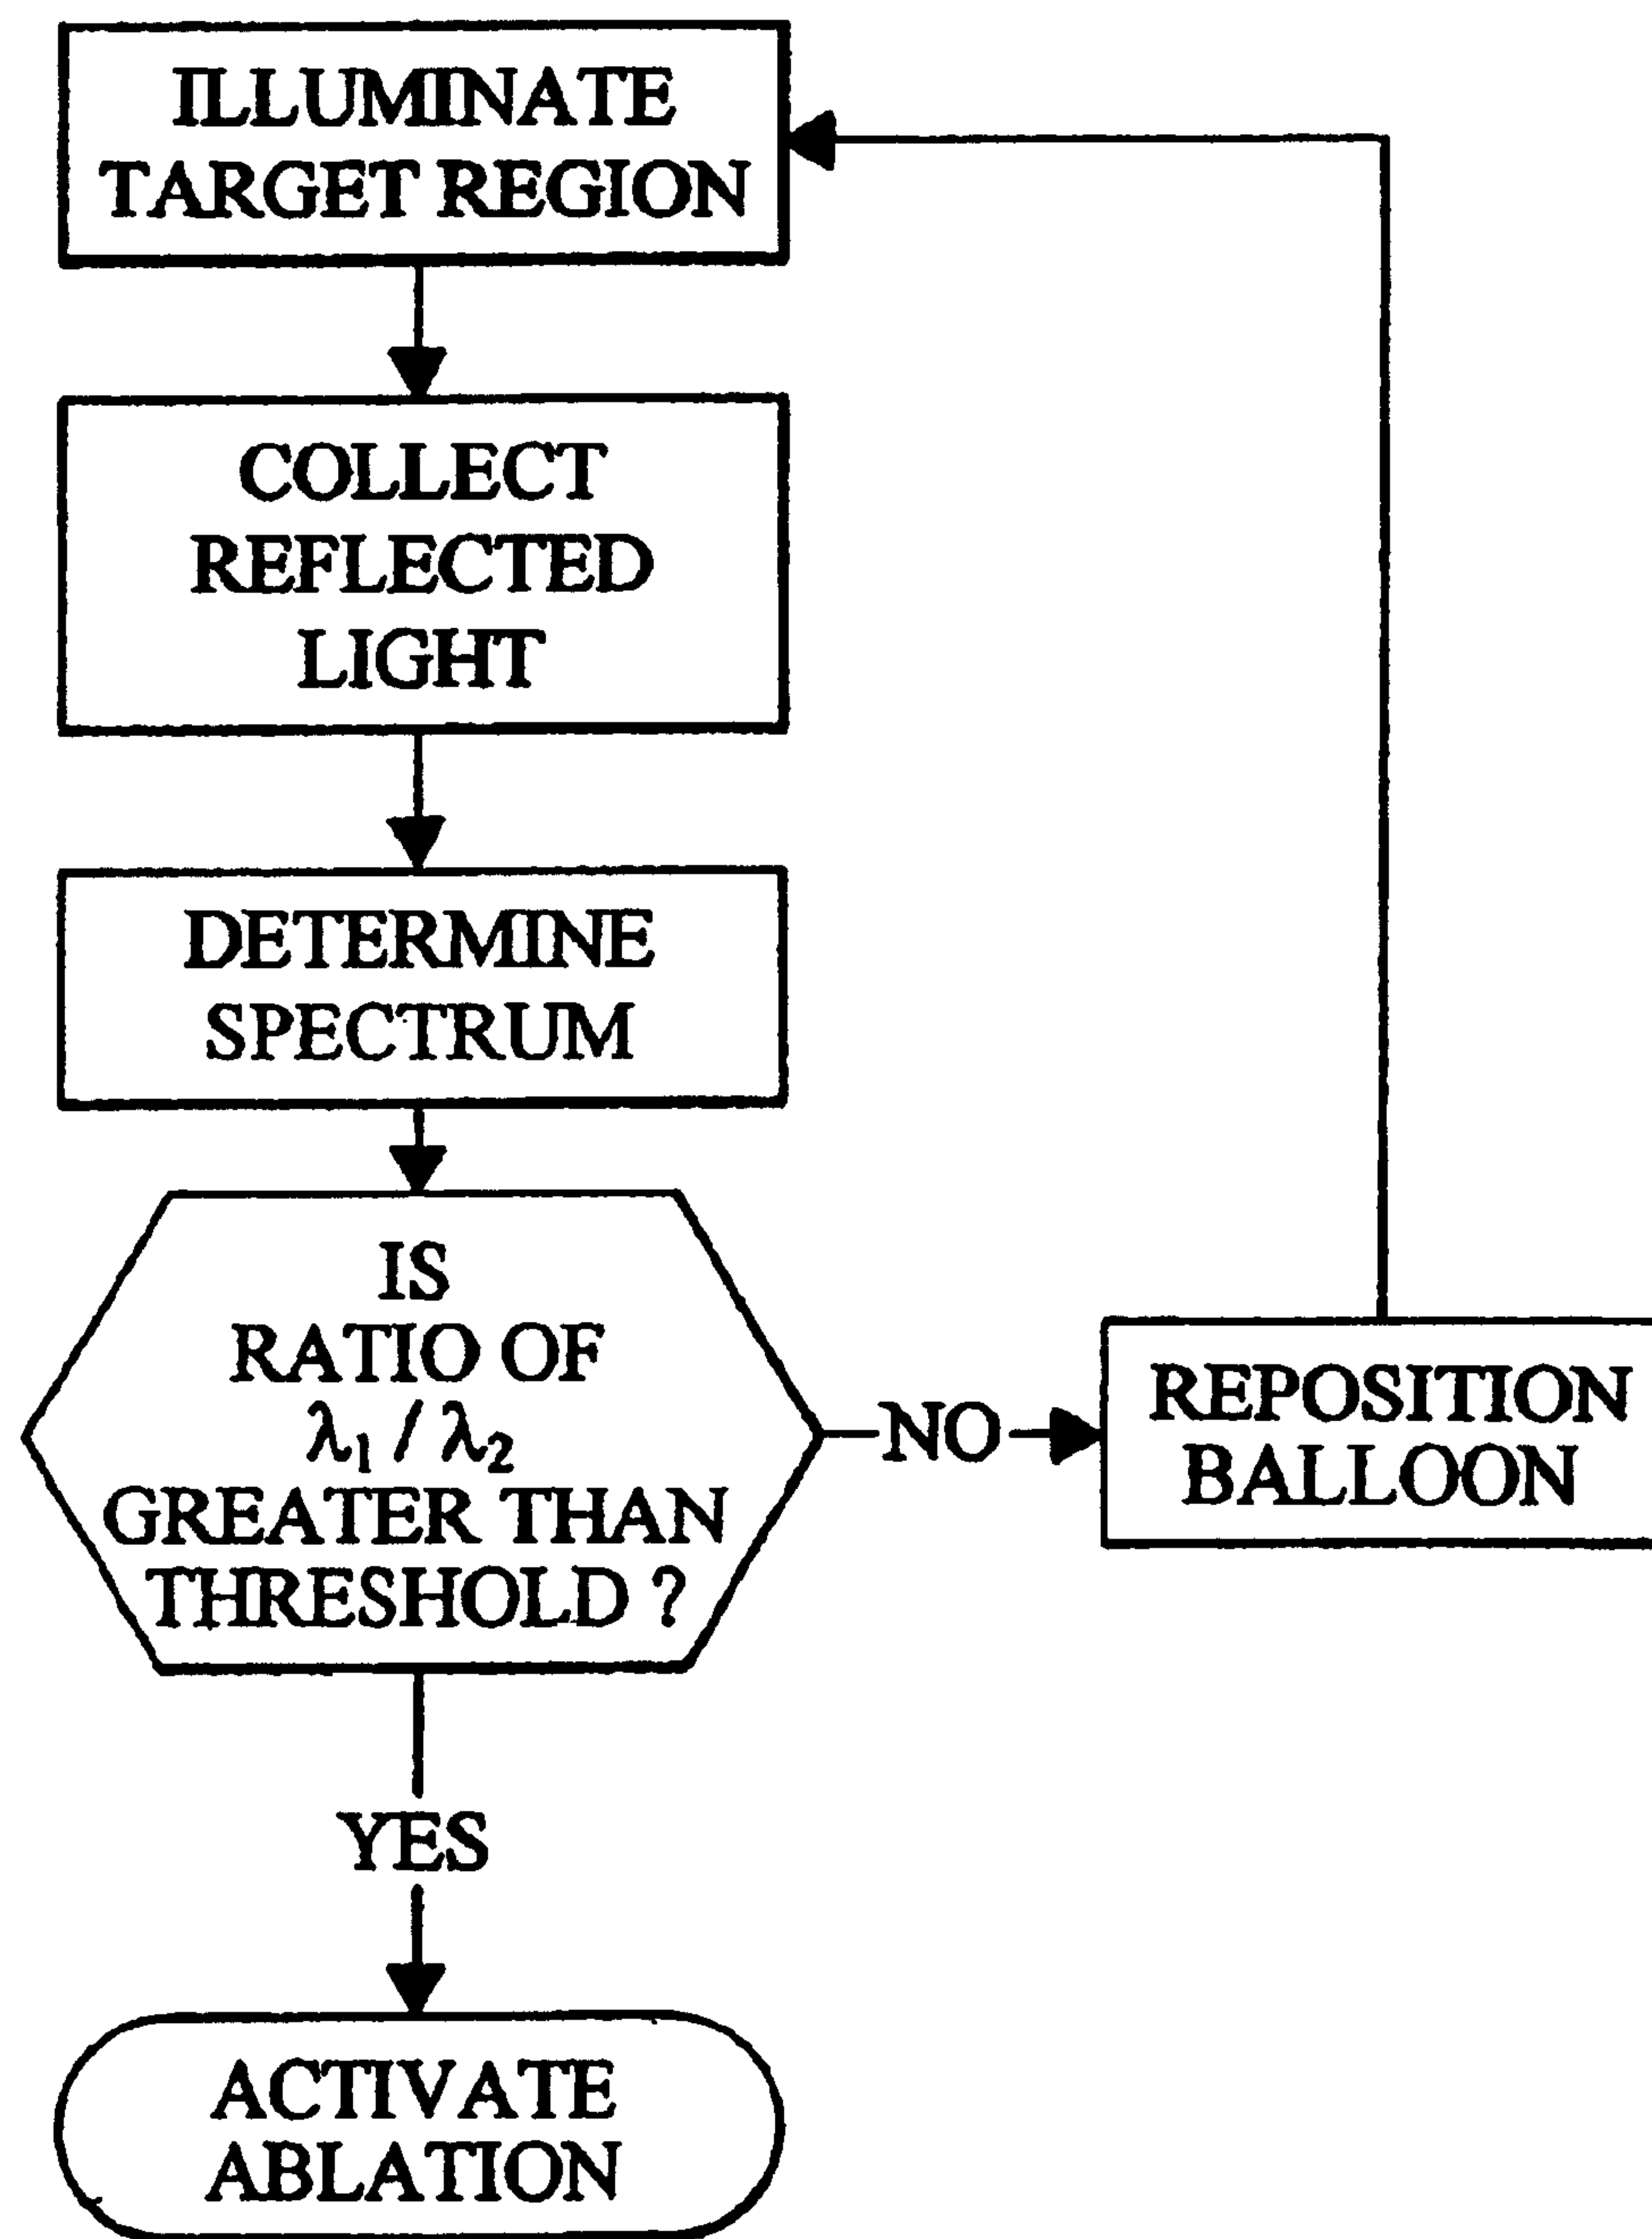 ILLUMINATE
TARGET REGION
COLLECT
REFLECTED
LIGHT
DETERMINE
SPECTRUM
IS
RATIO OF
λ₁ / λ₂
GREATER THAN
THRESHOLD ?
NO
REPOSITION
BALLOON
YES
ACTIVATE
ABLATION